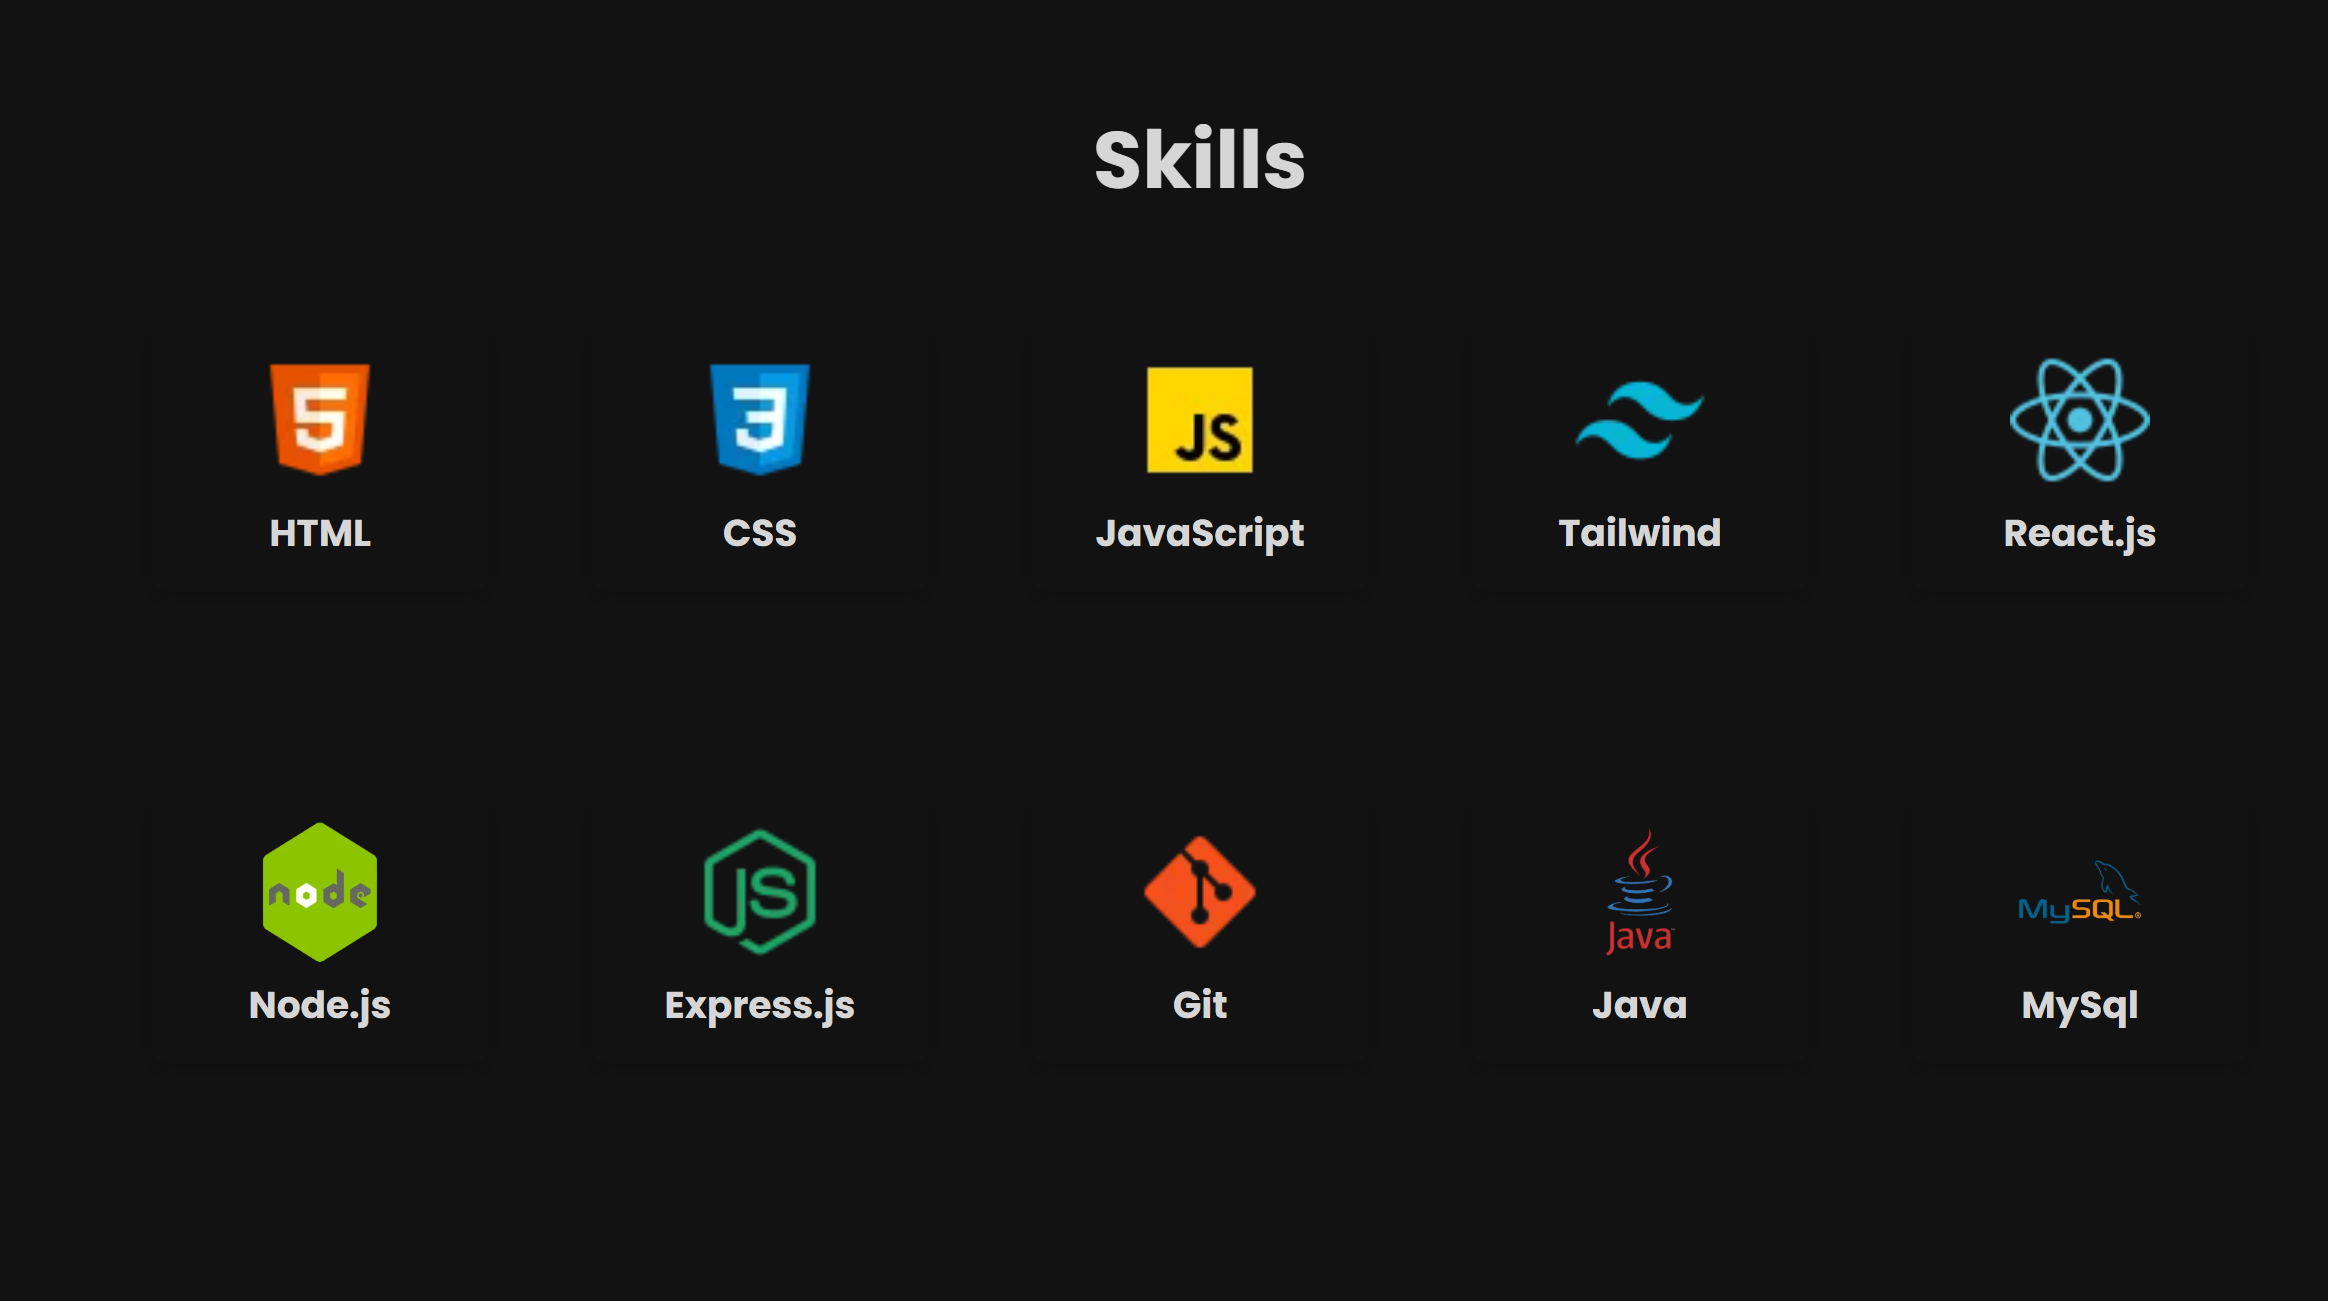 Skills
5
3
JS
HTML
CSS
JavaScript
Tailwind
React.js
node
JS
Java™
MySQL®
Node.js
Express.js
Git
Java
MySql